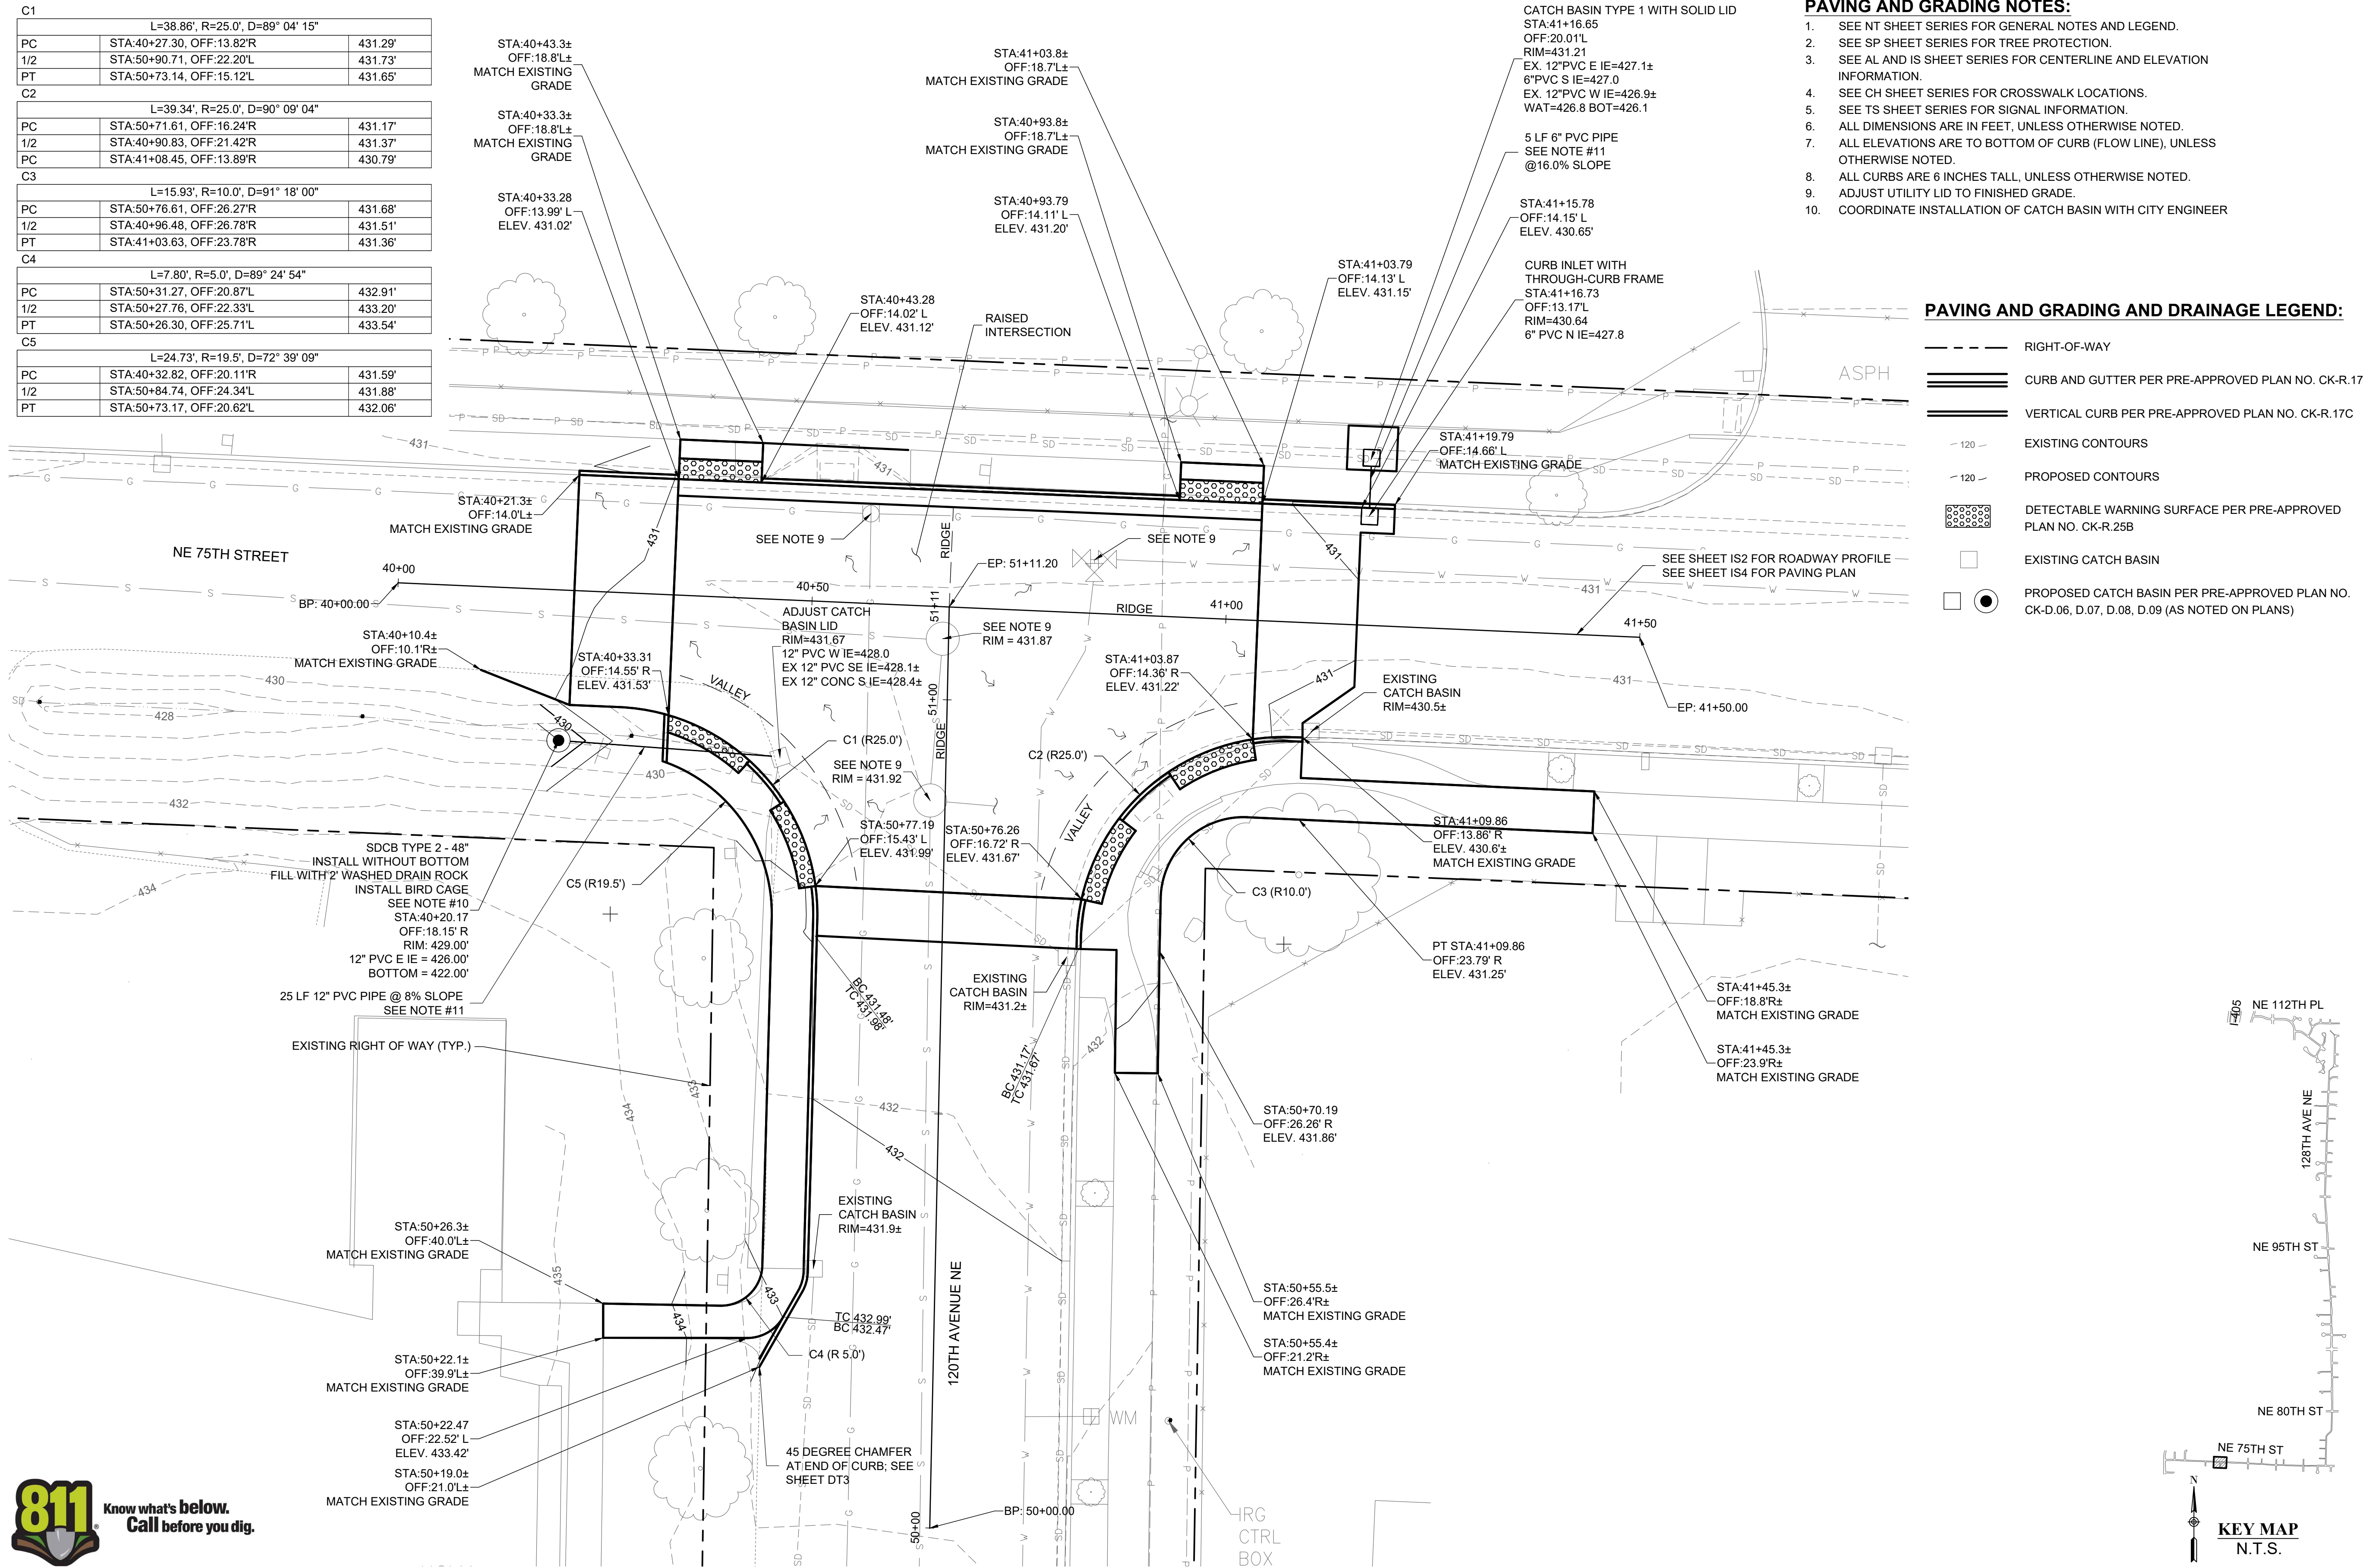 C1
L=38.86', R=25.0', D=89° 04' 15"
PC STA:40+27.30, OFF:13.82'R 431.29'
1/2 STA:50+90.71, OFF:22.20'L 431.73'
PT STA:50+73.14, OFF:15.12'L 431.65'
C2
L=39.34', R=25.0', D=90° 09' 04"
PC STA:50+71.61, OFF:16.24'R 431.17'
1/2 STA:40+90.83, OFF:21.42'R 431.37'
PC STA:41+08.45, OFF:13.89'R 430.79'
C3
L=15.93', R=10.0', D=91° 18' 00"
PC STA:50+76.61, OFF:26.27'R 431.68'
1/2 STA:40+96.48, OFF:26.78'R 431.51'
PT STA:41+03.63, OFF:23.78'R 431.36'
C4
L=7.80', R=5.0', D=89° 24' 54"
PC STA:50+31.27, OFF:20.87'L 432.91'
1/2 STA:50+27.76, OFF:22.33'L 433.20'
PT STA:50+26.30, OFF:25.71'L 433.54'
C5
L=24.73', R=19.5', D=72° 39' 09"
PC STA:40+32.82, OFF:20.11'R 431.59'
1/2 STA:50+84.74, OFF:24.34'L 431.88'
PT STA:50+73.17, OFF:20.62'L 432.06'
STA:40+43.3±
OFF:18.8'L±
MATCH EXISTING
GRADE
STA:40+33.3±
OFF:18.8'L±
MATCH EXISTING
GRADE
STA:40+33.28
OFF:13.99' L
ELEV. 431.02'
STA:40+43.28
OFF:14.02' L
ELEV. 431.12'
RAISED
INTERSECTION
STA:41+03.8±
OFF:18.7'L±
MATCH EXISTING GRADE
STA:40+93.8±
OFF:18.7'L±
MATCH EXISTING GRADE
STA:40+93.79
OFF:14.11' L
ELEV. 431.20'
STA:41+03.79
OFF:14.13' L
ELEV. 431.15'
CATCH BASIN TYPE 1 WITH SOLID LID
STA:41+16.65
OFF:20.01'L
RIM=431.21
EX. 12"PVC E IE=427.1±
6"PVC S IE=427.0
EX. 12"PVC W IE=426.9±
WAT=426.8 BOT=426.1
5 LF 6" PVC PIPE
SEE NOTE #11
@16.0% SLOPE
STA:41+15.78
OFF:14.15' L
ELEV. 430.65'
CURB INLET WITH
THROUGH-CURB FRAME
STA:41+16.73
OFF:13.17'L
RIM=430.64
6" PVC N IE=427.8
STA:41+19.79
OFF:14.66' L
MATCH EXISTING GRADE
PAVING AND GRADING NOTES:
1. SEE NT SHEET SERIES FOR GENERAL NOTES AND LEGEND.
2. SEE SP SHEET SERIES FOR TREE PROTECTION.
3. SEE AL AND IS SHEET SERIES FOR CENTERLINE AND ELEVATION
INFORMATION.
4. SEE CH SHEET SERIES FOR CROSSWALK LOCATIONS.
5. SEE TS SHEET SERIES FOR SIGNAL INFORMATION.
6. ALL DIMENSIONS ARE IN FEET, UNLESS OTHERWISE NOTED.
7. ALL ELEVATIONS ARE TO BOTTOM OF CURB (FLOW LINE), UNLESS
OTHERWISE NOTED.
8. ALL CURBS ARE 6 INCHES TALL, UNLESS OTHERWISE NOTED.
9. ADJUST UTILITY LID TO FINISHED GRADE.
10. COORDINATE INSTALLATION OF CATCH BASIN WITH CITY ENGINEER
PAVING AND GRADING AND DRAINAGE LEGEND:
RIGHT-OF-WAY
CURB AND GUTTER PER PRE-APPROVED PLAN NO. CK-R.17
VERTICAL CURB PER PRE-APPROVED PLAN NO. CK-R.17C
120 EXISTING CONTOURS
120 PROPOSED CONTOURS
DETECTABLE WARNING SURFACE PER PRE-APPROVED
PLAN NO. CK-R.25B
EXISTING CATCH BASIN
PROPOSED CATCH BASIN PER PRE-APPROVED PLAN NO.
CK-D.06, D.07, D.08, D.09 (AS NOTED ON PLANS)
ASPH
STA:40+21.3±
OFF:14.0'L±
MATCH EXISTING GRADE
NE 75TH STREET
40+00
BP: 40+00.00
40+50
SEE NOTE 9
RIDGE
SEE NOTE 9
EP: 51+11.20
51+11
RIDGE
41+00
SEE SHEET IS2 FOR ROADWAY PROFILE
SEE SHEET IS4 FOR PAVING PLAN
41+50
EP: 41+50.00
STA:40+10.4±
OFF:10.1'R±
MATCH EXISTING GRADE
ADJUST CATCH
BASIN LID
RIM=431.67
12" PVC W IE=428.0
EX 12" PVC SE IE=428.1±
EX 12" CONC S IE=428.4±
SEE NOTE 9
RIM = 431.87
STA:40+33.31
OFF:14.55' R
ELEV. 431.53'
VALLEY
51+00
RIDGE
STA:41+03.87
OFF:14.36' R
ELEV. 431.22'
EXISTING
CATCH BASIN
RIM=430.5±
C1 (R25.0')
SEE NOTE 9
RIM = 431.92
C2 (R25.0')
VALLEY
STA:50+77.19
OFF:15.43' L
ELEV. 431.99'
STA:50+76.26
OFF:16.72' R
ELEV. 431.67'
STA:41+09.86
OFF:13.86' R
ELEV. 430.6'±
MATCH EXISTING GRADE
SDCB TYPE 2 - 48"
INSTALL WITHOUT BOTTOM
FILL WITH 2' WASHED DRAIN ROCK
INSTALL BIRD CAGE
SEE NOTE #10
STA:40+20.17
OFF:18.15' R
RIM: 429.00'
12" PVC E IE = 426.00'
BOTTOM = 422.00'
C5 (R19.5')
C3 (R10.0')
25 LF 12" PVC PIPE @ 8% SLOPE
SEE NOTE #11
EXISTING RIGHT OF WAY (TYP.)
BC 431.48'
TC 431.98'
EXISTING
CATCH BASIN
RIM=431.2±
BC 431.17'
TC 431.67'
PT STA:41+09.86
OFF:23.79' R
ELEV. 431.25'
STA:41+45.3±
OFF:18.8'R±
MATCH EXISTING GRADE
STA:41+45.3±
OFF:23.9'R±
MATCH EXISTING GRADE
STA:50+70.19
OFF:26.26' R
ELEV. 431.86'
EXISTING
CATCH BASIN
RIM=431.9±
STA:50+26.3±
OFF:40.0'L±
MATCH EXISTING GRADE
TC 432.99'
BC 432.47'
C4 (R 5.0')
STA:50+22.1±
OFF:39.9'L±
MATCH EXISTING GRADE
STA:50+22.47
OFF:22.52' L
ELEV. 433.42'
STA:50+19.0±
OFF:21.0'L±
MATCH EXISTING GRADE
45 DEGREE CHAMFER
AT END OF CURB; SEE
SHEET DT3
120TH AVENUE NE
STA:50+55.5±
OFF:26.4'R±
MATCH EXISTING GRADE
STA:50+55.4±
OFF:21.2'R±
MATCH EXISTING GRADE
WM
50+00
BP: 50+00.00
IRG
CTRL
BOX
431
431
431
431
431
431
431
430
428
430
430
432
434
434
433
432
432
432
435
433
434
811
Know what's below.
Call before you dig.
I-405
NE 112TH PL
128TH AVE NE
NE 95TH ST
NE 80TH ST
NE 75TH ST
N
KEY MAP
N.T.S.